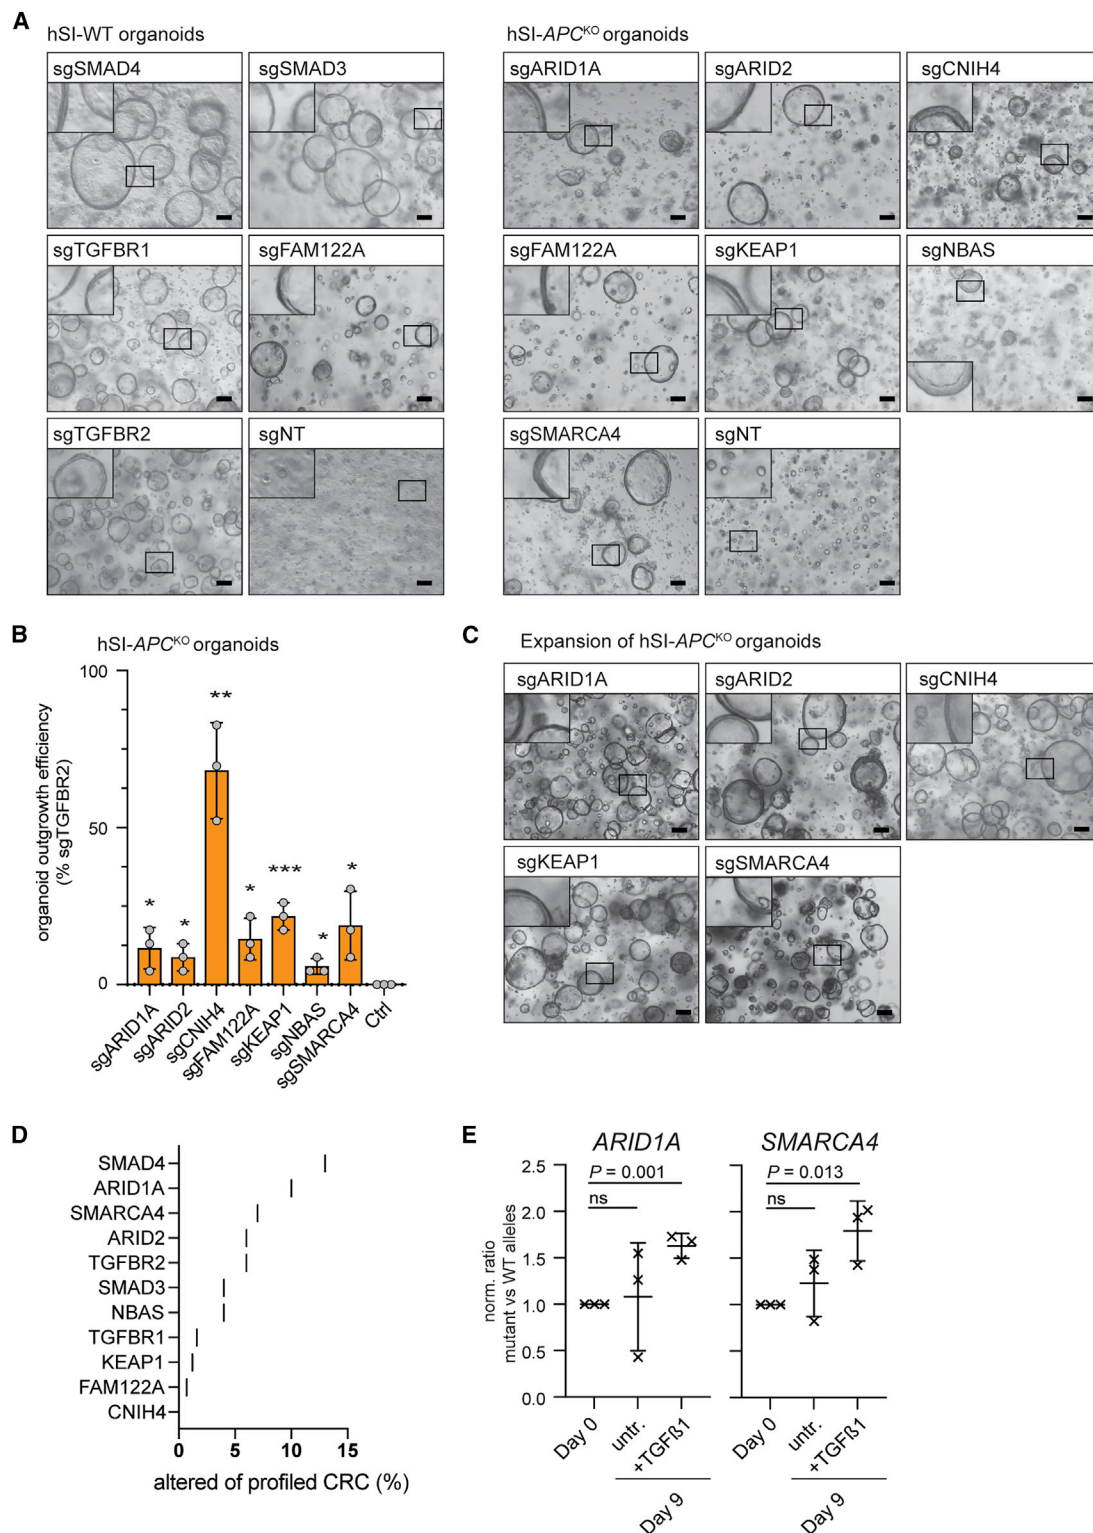 A
hSI-WT organoids
hSI-APCKO organoids
sgSMAD4
sgSMAD3
sgARID1A
sgARID2
sgCNIH4
sgTGFBR1
sgFAM122A
sgFAM122A
sgKEAP1
sgNBAS
sgTGFBR2
sgNT
sgSMARCA4
sgNT
B
hSI-APCKO organoids
organoid outgrowth efficiency
(% sgTGFBR2)
100
50
0
*
*
**
*
***
*
*
sgARID1A
sgARID2
sgCNIH4
sgFAM122A
sgKEAP1
sgNBAS
sgSMARCA4
Ctrl
C
Expansion of hSI-APCKO organoids
sgARID1A
sgARID2
sgCNIH4
sgKEAP1
sgSMARCA4
D
SMAD4
ARID1A
SMARCA4
ARID2
TGFBR2
SMAD3
NBAS
TGFBR1
KEAP1
FAM122A
CNIH4
0 5 10 15
altered of profiled CRC (%)
E
ARID1A
SMARCA4
norm. ratio
mutant vs WT alleles
2.5
2.0
1.5
1.0
0.5
0.0
P = 0.001
ns
P = 0.013
ns
Day 0
untr.
+TGFß1
Day 9
Day 0
untr.
+TGFß1
Day 9